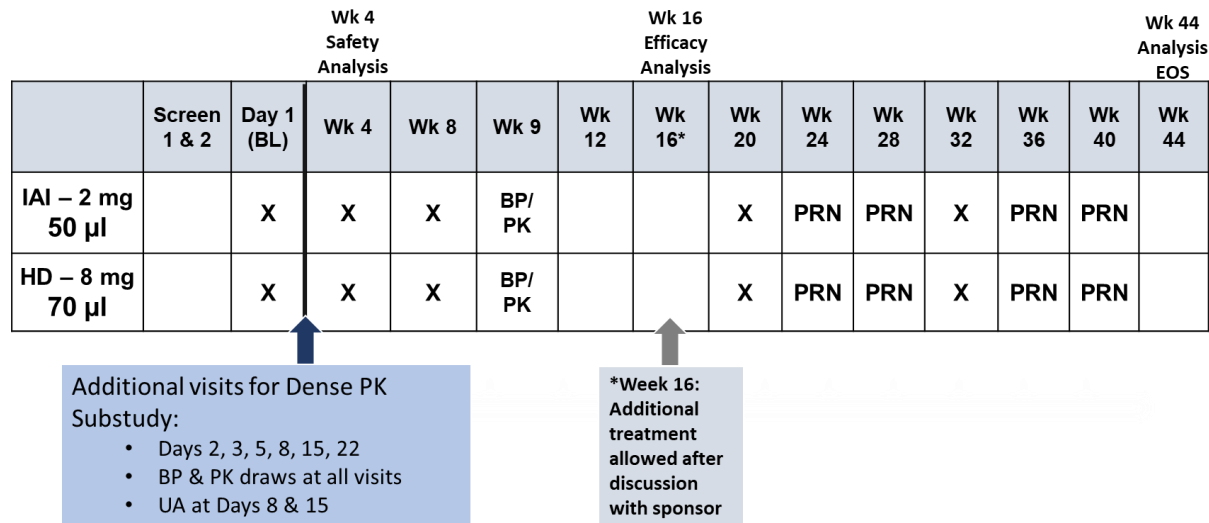 Wk 4
Safety
Analysis
Wk 16
Efficacy
Analysis
Wk 44
Analysis
EOS
Screen 1 & 2 Day 1 (BL) Wk 4 Wk 8 Wk 9 Wk 12 Wk 16* Wk 20 Wk 24 Wk 28 Wk 32 Wk 36 Wk 40 Wk 44
IAI – 2 mg 50 µl X X X BP/ PK X PRN PRN X PRN PRN
HD – 8 mg 70 µl X X X BP/ PK X PRN PRN X PRN PRN
Additional visits for Dense PK
Substudy:
• Days 2, 3, 5, 8, 15, 22
• BP & PK draws at all visits
• UA at Days 8 & 15
*Week 16:
Additional
treatment
allowed after
discussion
with sponsor